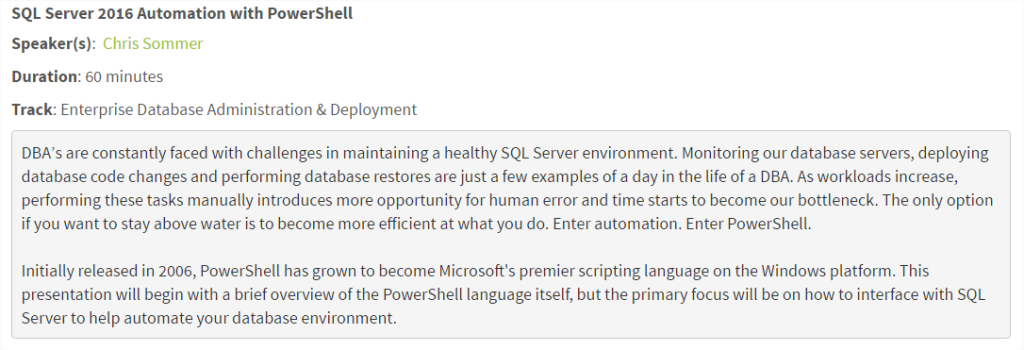 SQL Server 2016 Automation with PowerShell
Speaker(s): Chris Sommer
Duration: 60 minutes
Track: Enterprise Database Administration & Deployment
DBA's are constantly faced with challenges in maintaining a healthy SQL Server environment. Monitoring our database servers, deploying
database code changes and performing database restores are just a few examples of a day in the life of a DBA. As workloads increase,
performing these tasks manually introduces more opportunity for human error and time starts to become our bottleneck. The only option
if you want to stay above water is to become more efficient at what you do. Enter automation. Enter PowerShell.
Initially released in 2006, PowerShell has grown to become Microsoft's premier scripting language on the Windows platform. This
presentation will begin with a brief overview of the PowerShell language itself, but the primary focus will be on how to interface with SQL
Server to help automate your database environment.